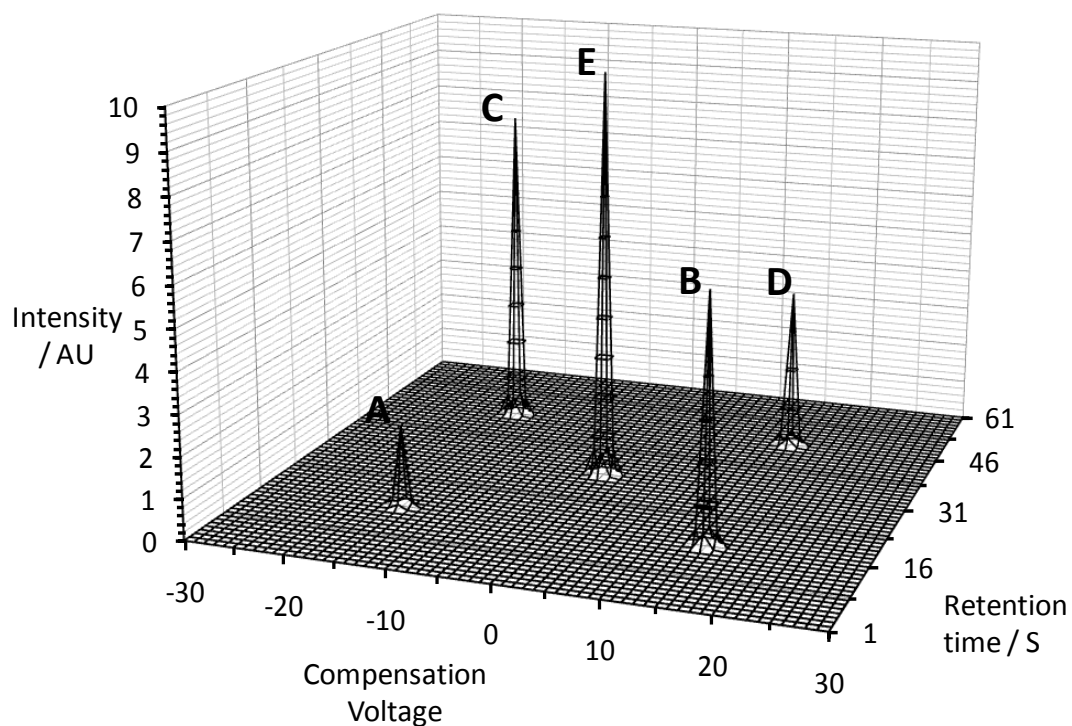 10
9
8
7
6
5
4
3
2
1
0
Intensity
/ AU
A
C
E
B
D
-30
-20
-10
0
10
20
30
Compensation
Voltage
61
46
31
16
1
Retention
time / S